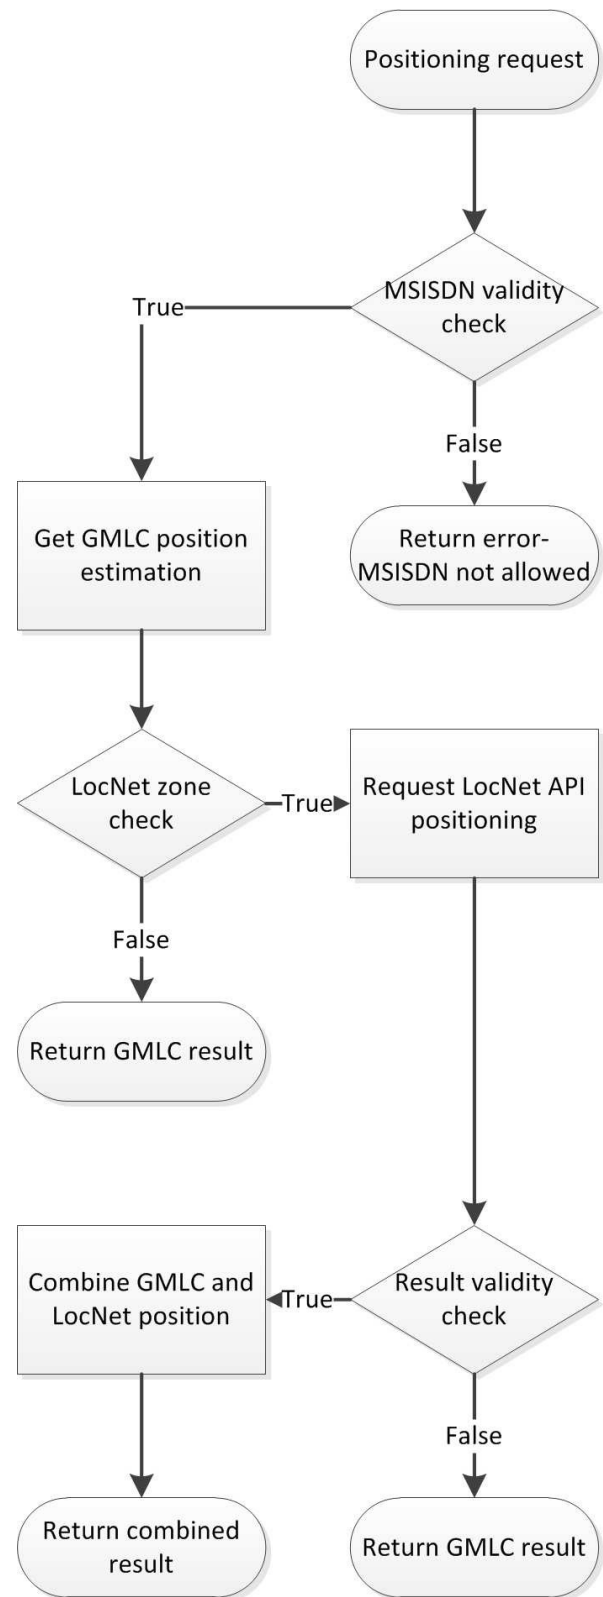 Positioning request
MSISDN validity
check
True
False
Get GMLC position
estimation
Return error-
MSISDN not allowed
LocNet zone
check
True
Request LocNet API
positioning
False
Return GMLC result
Combine GMLC and
LocNet position
True
Result validity
check
False
Return combined
result
Return GMLC result